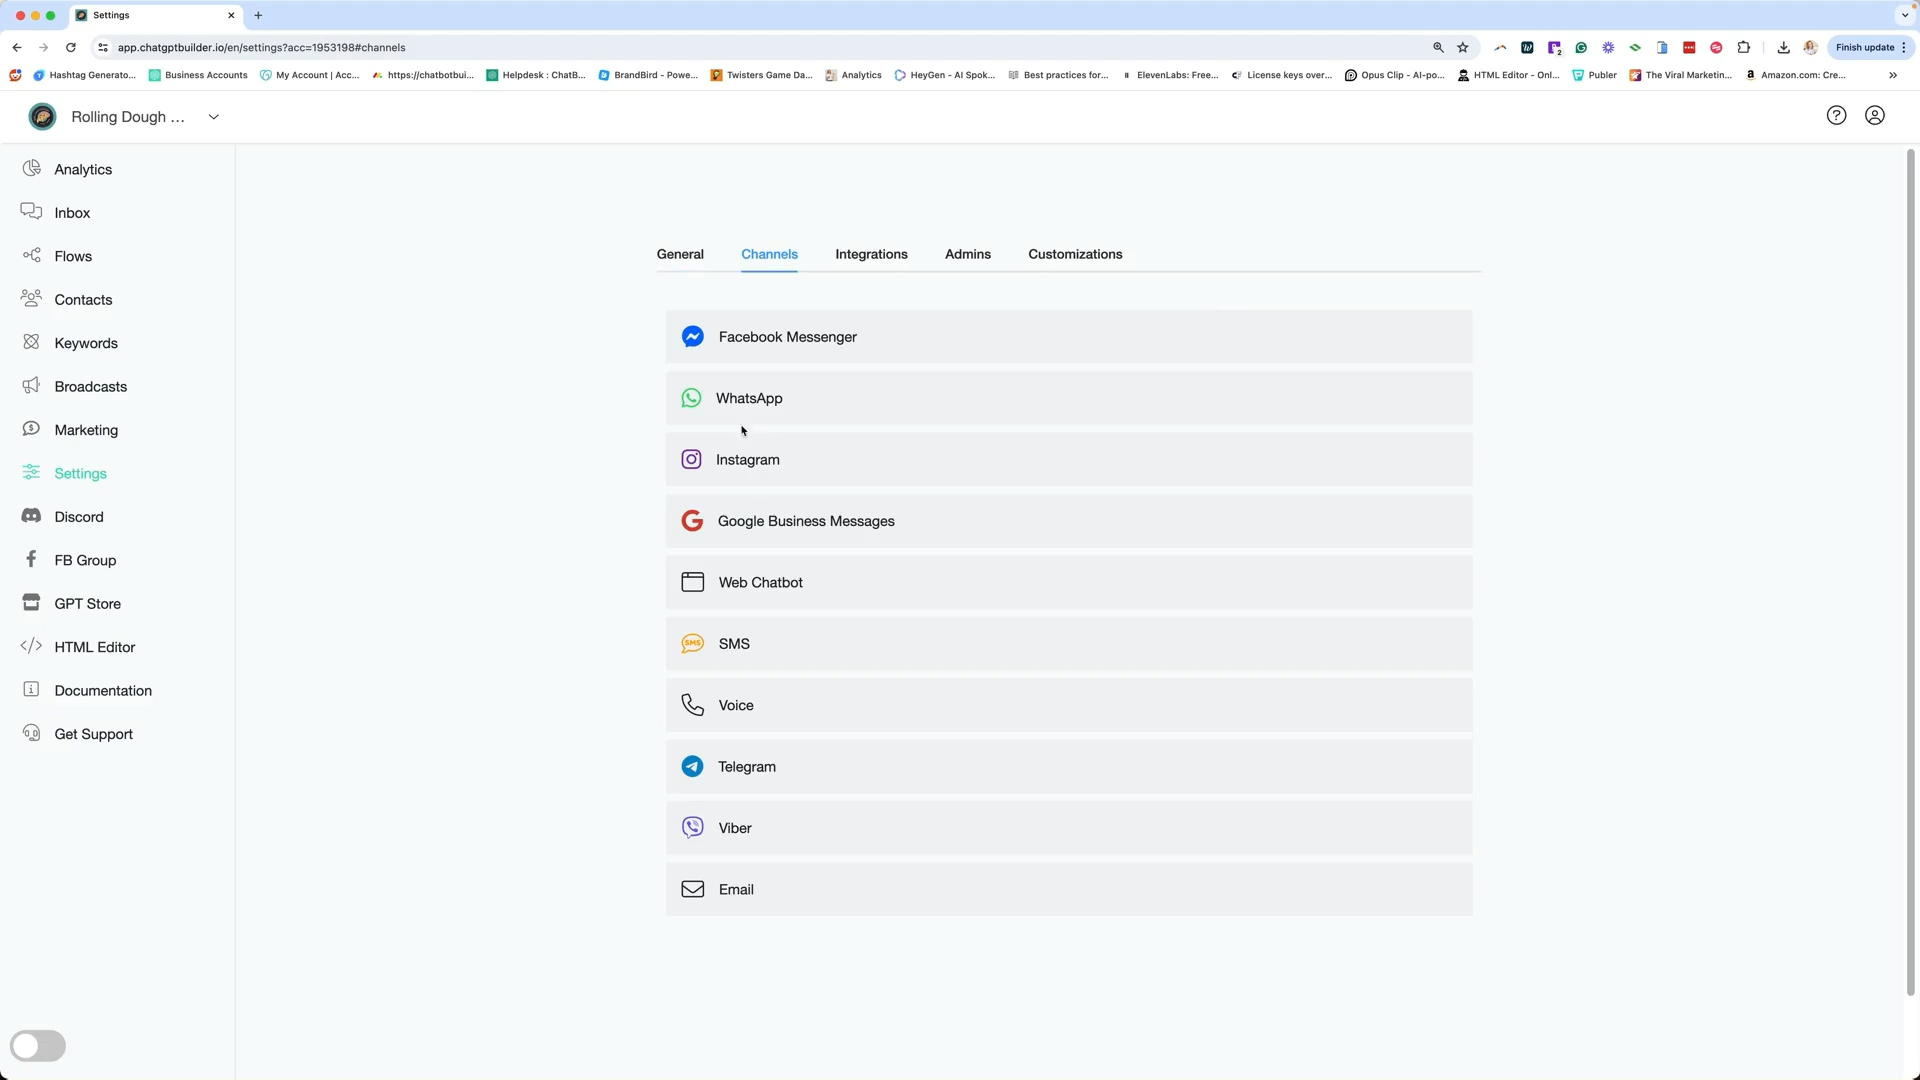 Settings
app.chatgptbuilder.io/en/settings?acc=1953198#channels
Finish update
Hashtag Generato...
Business Accounts
My Account | Acc...
https://chatbotbui...
Helpdesk : ChatB...
BrandBird - Powe...
Twisters Game Da...
Analytics
HeyGen - AI Spok...
Best practices for...
ElevenLabs: Free...
License keys over...
Opus Clip - AI-po...
HTML Editor - Onl...
Publer
The Viral Marketin...
Amazon.com: Cre...
Rolling Dough ...
Analytics
Inbox
Flows
Contacts
Keywords
Broadcasts
Marketing
Settings
Discord
FB Group
GPT Store
HTML Editor
Documentation
Get Support
General Channels Integrations Admins Customizations
Facebook Messenger
WhatsApp
Instagram
Google Business Messages
Web Chatbot
SMS
SMS
Voice
Telegram
Viber
Email